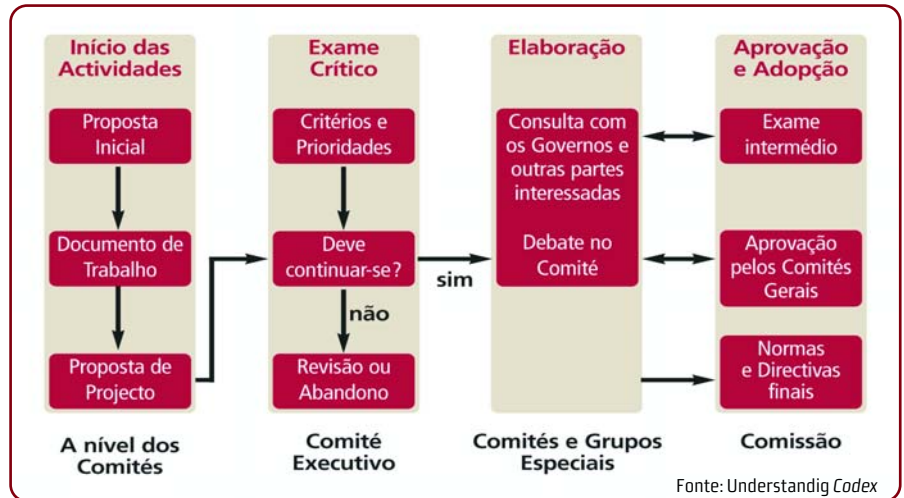 Início das
Actividades
Proposta
Inicial
Documento de
Trabalho
Proposta de
Projecto
A nível dos
Comités
Exame
Crítico
Critérios e
Prioridades
Deve
continuar-se?
sim
não
Revisão ou
Abandono
Comité
Executivo
Elaboração
Consulta com
os Governos e
outras partes
interessadas
Debate no
Comité
Comités e Grupos
Especiais
Aprovação
e Adopção
Exame
intermédio
Aprovação
pelos Comités
Gerais
Normas
e Directivas
finais
Comissão
Fonte: Understandig Codex